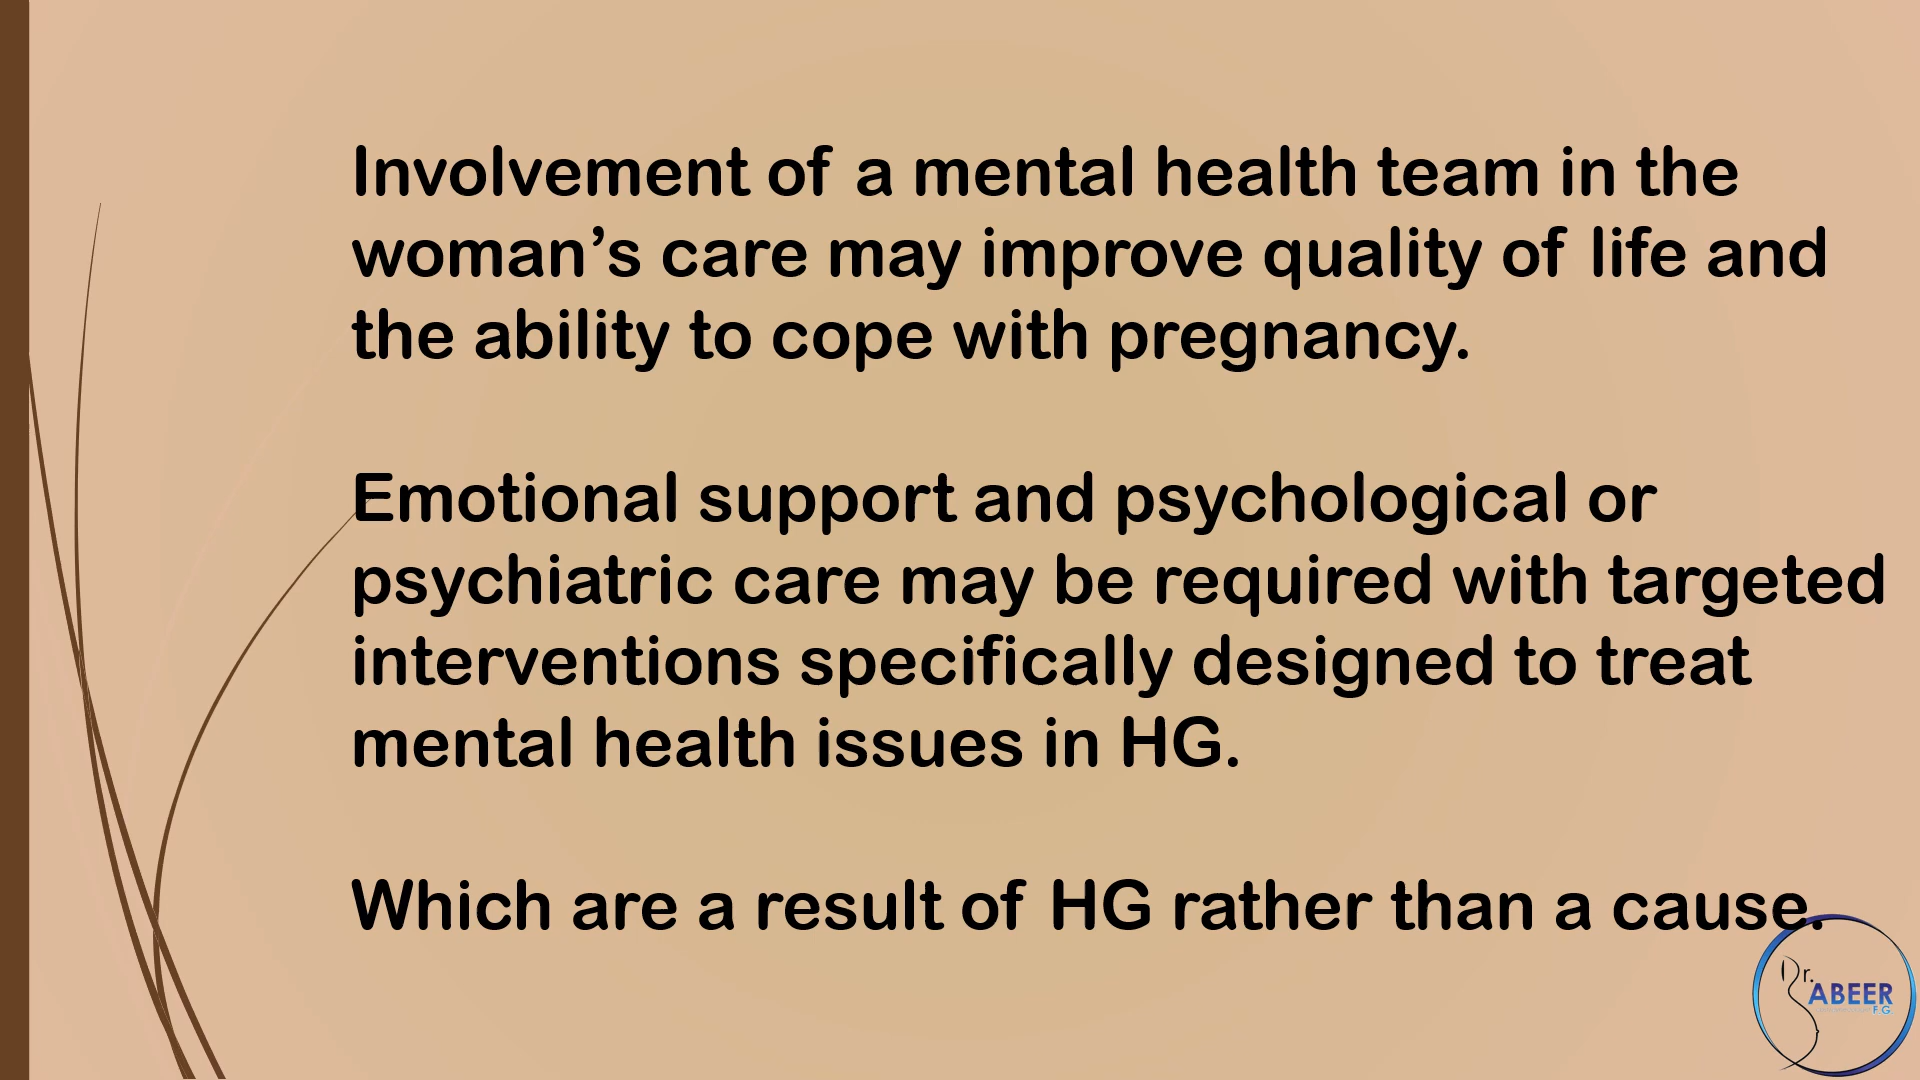 Involvement of a mental health team in the
woman’s care may improve quality of life and
the ability to cope with pregnancy.
Emotional support and psychological or
psychiatric care may be required with targeted
interventions specifically designed to treat
mental health issues in HG.
Which are a result of HG rather than a cause.
Dr.
ABEER
F.G